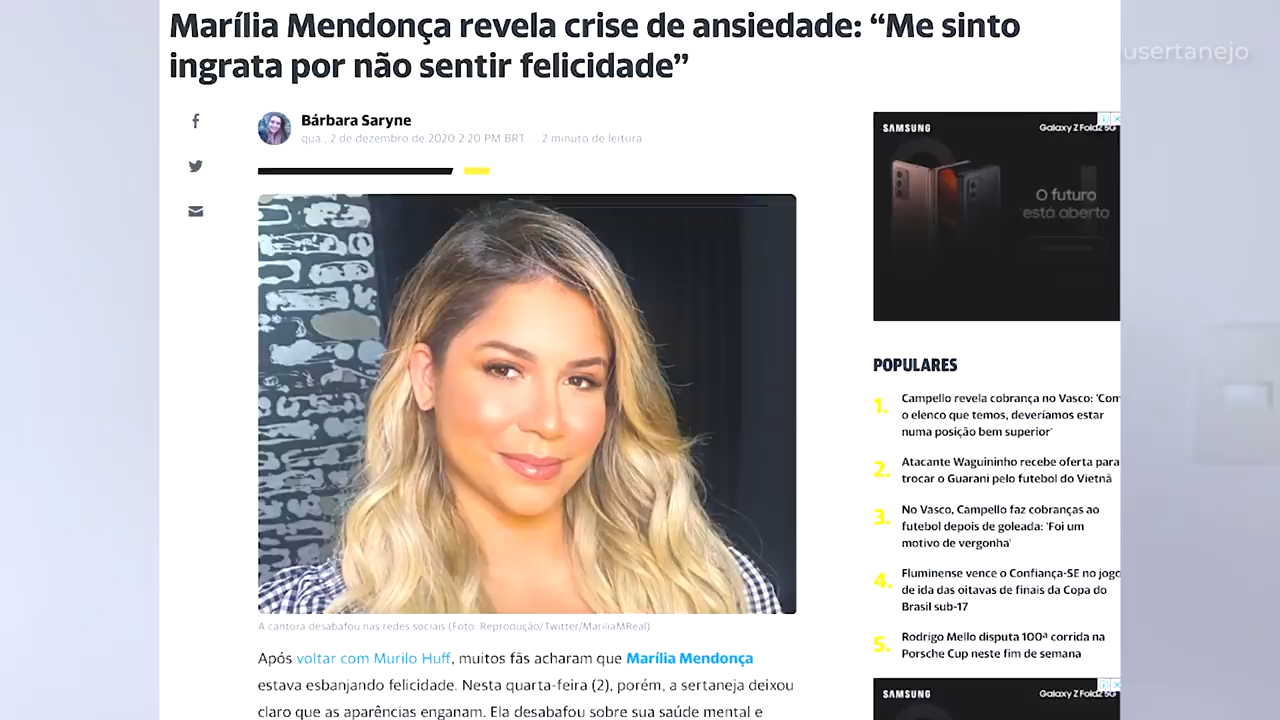 Marília Mendonça revela crise de ansiedade: “Me sinto
ingrata por não sentir felicidade”
usertanejo
Bárbara Saryne
qua., 2 de dezembro de 2020 2:20 PM BRT 2 minuto de leitura
SAMSUNG
Galaxy Z Fold2 5G
O futuro
está aberto
A cantora desabafou nas redes sociais (Foto: Reprodução/Twitter/MariliaMReal)
Após voltar com Murilo Huff, muitos fãs acharam que Marília Mendonça
estava esbanjando felicidade. Nesta quarta-feira (2), porém, a sertaneja deixou
claro que as aparências enganam. Ela desabafou sobre sua saúde mental e
POPULARES
1. Campello revela cobrança no Vasco: 'Com
o elenco que temos, deveríamos estar
numa posição bem superior'
2. Atacante Waguininho recebe oferta para
trocar o Guarani pelo futebol do Vietnã
3. No Vasco, Campello faz cobranças ao
futebol depois de goleada: 'Foi um
motivo de vergonha'
4. Fluminense vence o Confiança-SE no jogo
de ida das oitavas de finais da Copa do
Brasil sub-17
5. Rodrigo Mello disputa 100ª corrida na
Porsche Cup neste fim de semana
SAMSUNG
Galaxy Z Fold2 5G